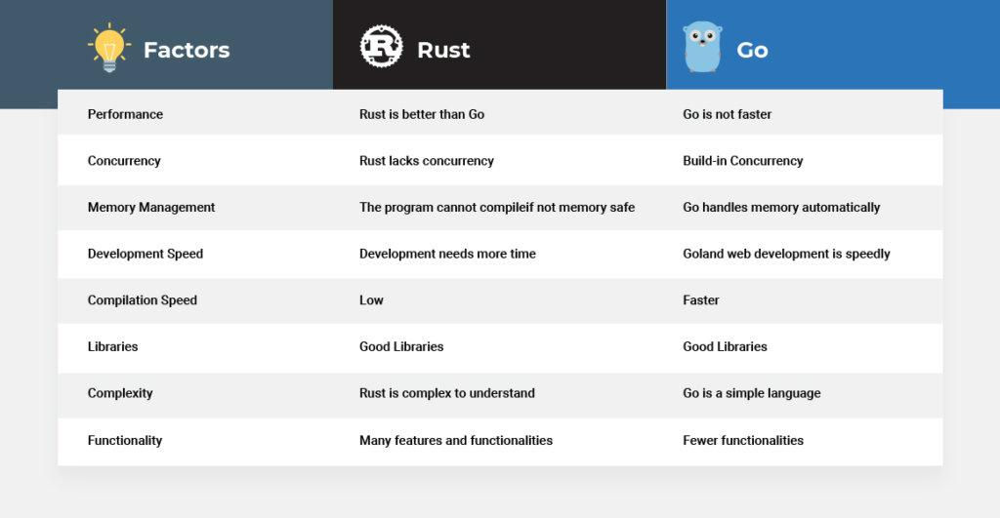 Factors Rust Go
Performance Rust is better than Go Go is not faster
Concurrency Rust lacks concurrency Build-in Concurrency
Memory Management The program cannot compileif not memory safe Go handles memory automatically
Development Speed Development needs more time Goland web development is speedly
Compilation Speed Low Faster
Libraries Good Libraries Good Libraries
Complexity Rust is complex to understand Go is a simple language
Functionality Many features and functionalities Fewer functionalities